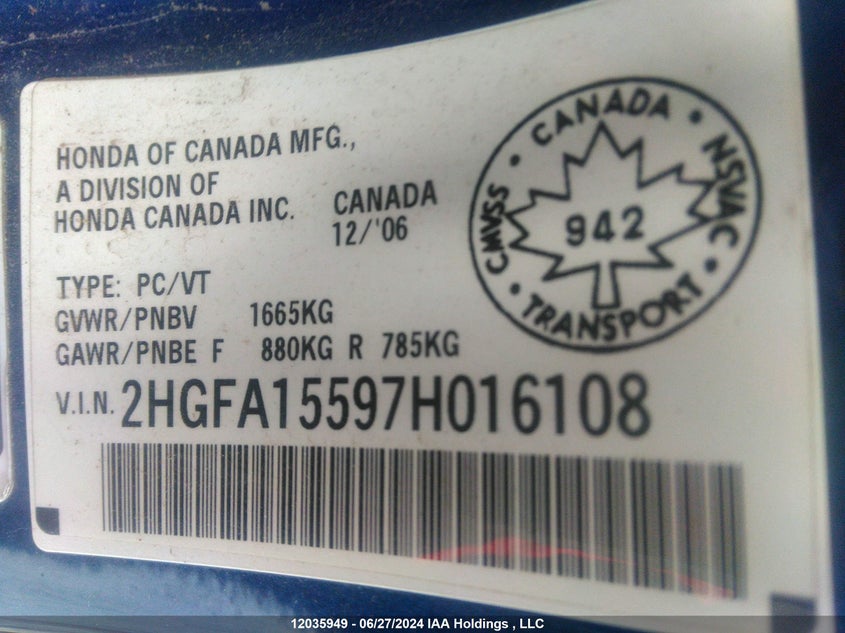 HONDA OF CANADA MFG.,
A DIVISION OF
HONDA CANADA INC. CANADA
12/'06
TYPE: PC/VT
GVWR/PNBV 1665KG
GAWR/PNBE F 880KG R 785KG
V.I.N. 2HGFA15597H016108
CMVSS • CANADA • NSVAC • TRANSPORT •
942
12035949 - 06/27/2024 IAA Holdings , LLC